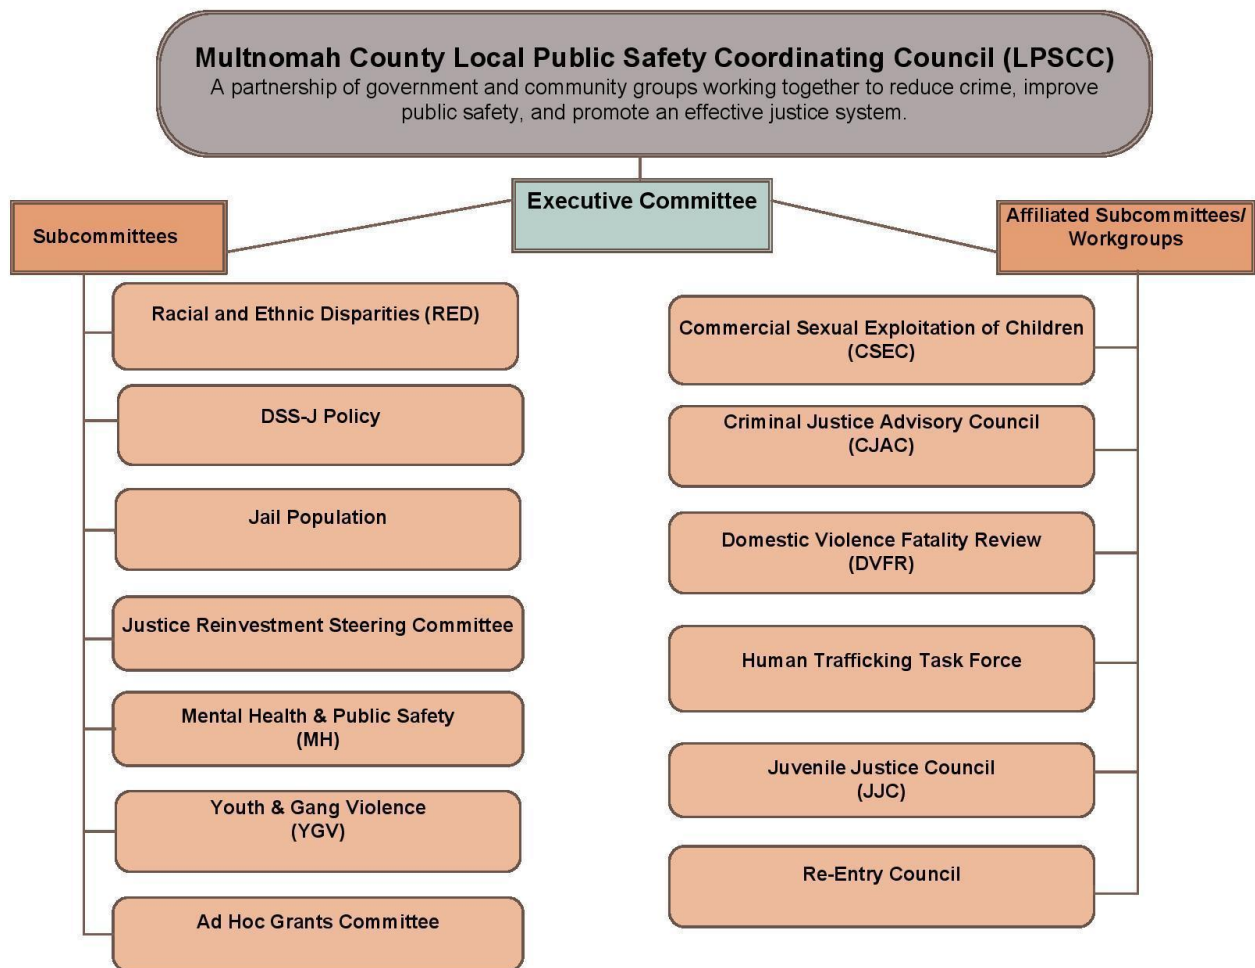 Multnomah County Local Public Safety Coordinating Council (LPSCC)
A partnership of government and community groups working together to reduce crime, improve
public safety, and promote an effective justice system.
Executive Committee
Subcommittees
Racial and Ethnic Disparities (RED)
DSS-J Policy
Jail Population
Justice Reinvestment Steering Committee
Mental Health & Public Safety
(MH)
Youth & Gang Violence
(YGV)
Ad Hoc Grants Committee
Affiliated Subcommittees/
Workgroups
Commercial Sexual Exploitation of Children
(CSEC)
Criminal Justice Advisory Council
(CJAC)
Domestic Violence Fatality Review
(DVFR)
Human Trafficking Task Force
Juvenile Justice Council
(JJC)
Re-Entry Council